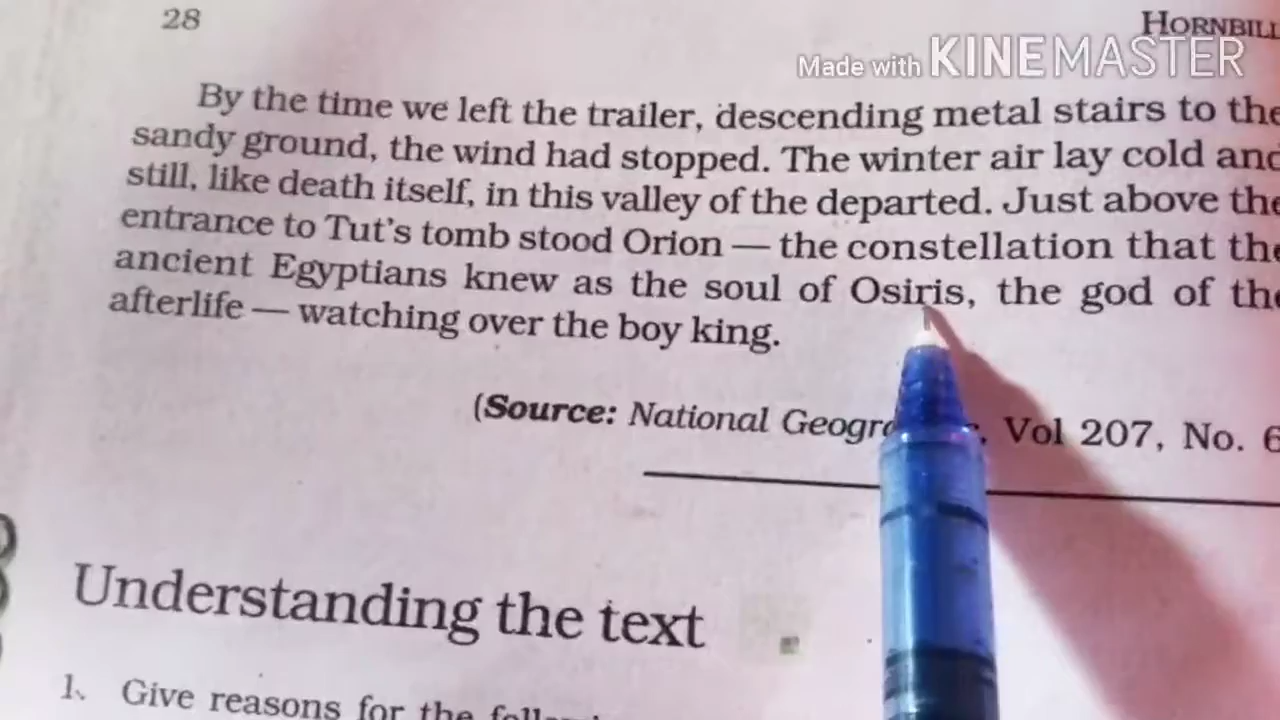 28
HORNBILL
Made with KINEMASTER
By the time we left the trailer, descending metal stairs to the
sandy ground, the wind had stopped. The winter air lay cold and
still, like death itself, in this valley of the departed. Just above the
entrance to Tut's tomb stood Orion — the constellation that the
ancient Egyptians knew as the soul of Osiris, the god of the
afterlife — watching over the boy king.
(Source: National Vol 207, No. 6
Understanding the text
1. Give reasons for the